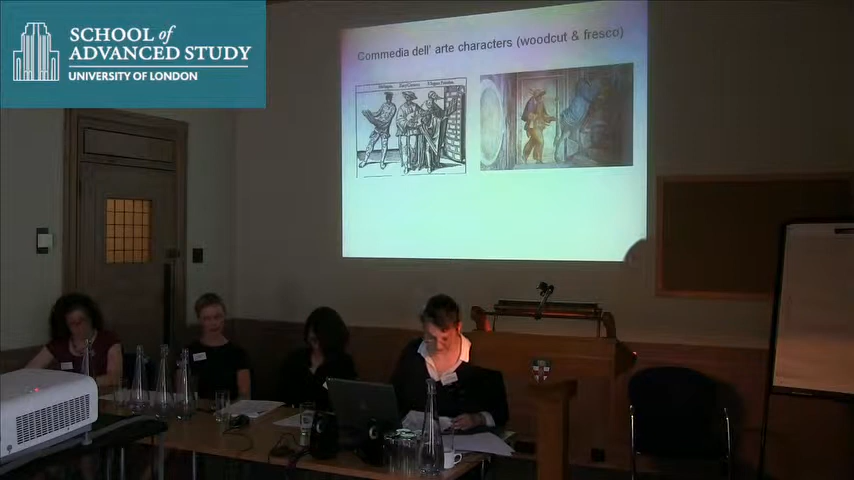 SCHOOL of
ADVANCED STUDY
UNIVERSITY OF LONDON
Commedia dell' arte characters (woodcut & fresco)